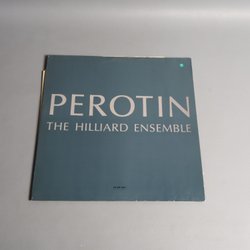 PEROTIN
THE HILLIARD ENSEMBLE